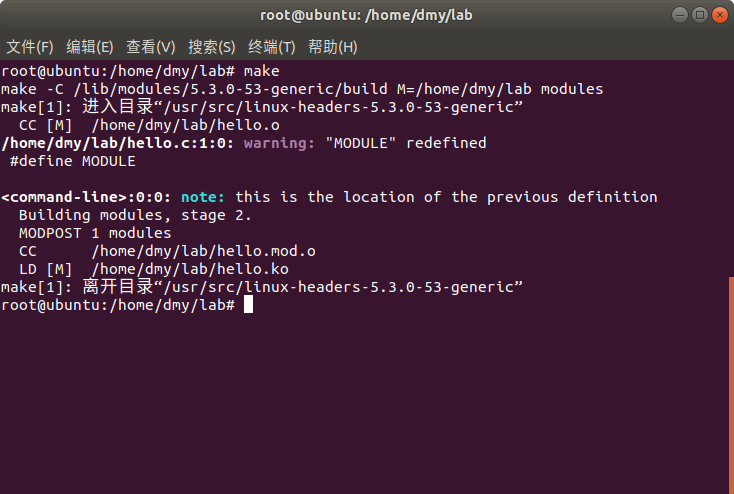 root@ubuntu: /home/dmy/lab
文件(F) 编辑(E) 查看(V) 搜索(S) 终端(T) 帮助(H)
root@ubuntu:/home/dmy/lab# make
make -C /lib/modules/5.3.0-53-generic/build M=/home/dmy/lab modules
make[1]: 进入目录“/usr/src/linux-headers-5.3.0-53-generic”
  CC [M]  /home/dmy/lab/hello.o
/home/dmy/lab/hello.c:1:0: warning: "MODULE" redefined
 #define MODULE
<command-line>:0:0: note: this is the location of the previous definition
  Building modules, stage 2.
  MODPOST 1 modules
  CC      /home/dmy/lab/hello.mod.o
  LD [M]  /home/dmy/lab/hello.ko
make[1]: 离开目录“/usr/src/linux-headers-5.3.0-53-generic”
root@ubuntu:/home/dmy/lab#